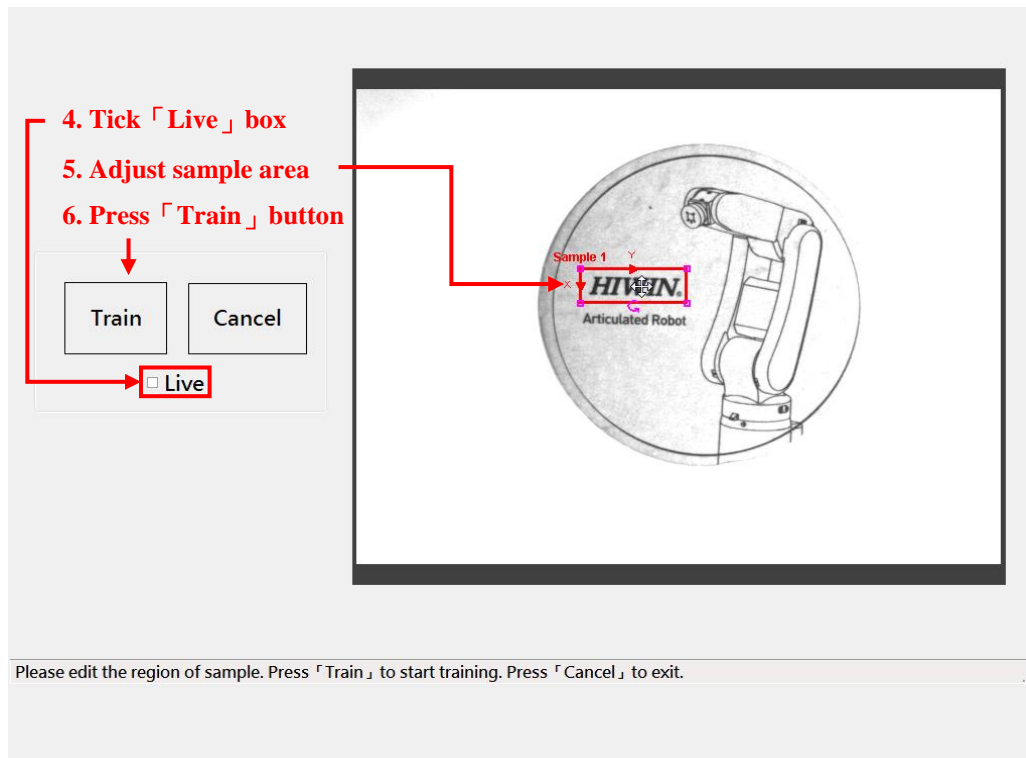 4. Tick「Live」box
5. Adjust sample area
6. Press「Train」button
Train
Cancel
Live
Sample 1
Y
X
HIWIN®
Articulated Robot
Please edit the region of sample. Press「Train」to start training. Press「Cancel」to exit.